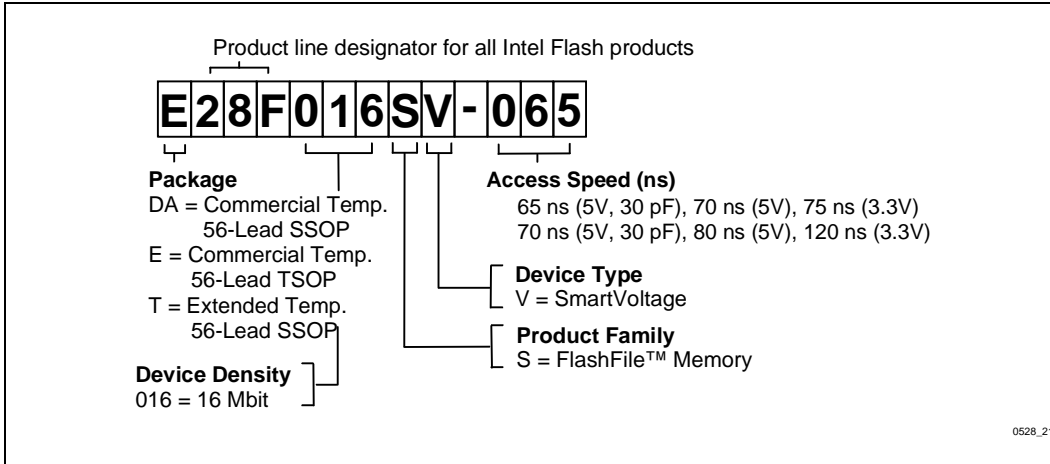 Product line designator for all Intel Flash products
E28F016SV-065
Package
DA = Commercial Temp.
56-Lead SSOP
E = Commercial Temp.
56-Lead TSOP
T = Extended Temp.
56-Lead SSOP
Device Density
016 = 16 Mbit
Access Speed (ns)
65 ns (5V, 30 pF), 70 ns (5V), 75 ns (3.3V)
70 ns (5V, 30 pF), 80 ns (5V), 120 ns (3.3V)
Device Type
V = SmartVoltage
Product Family
S = FlashFile™ Memory
0528_21